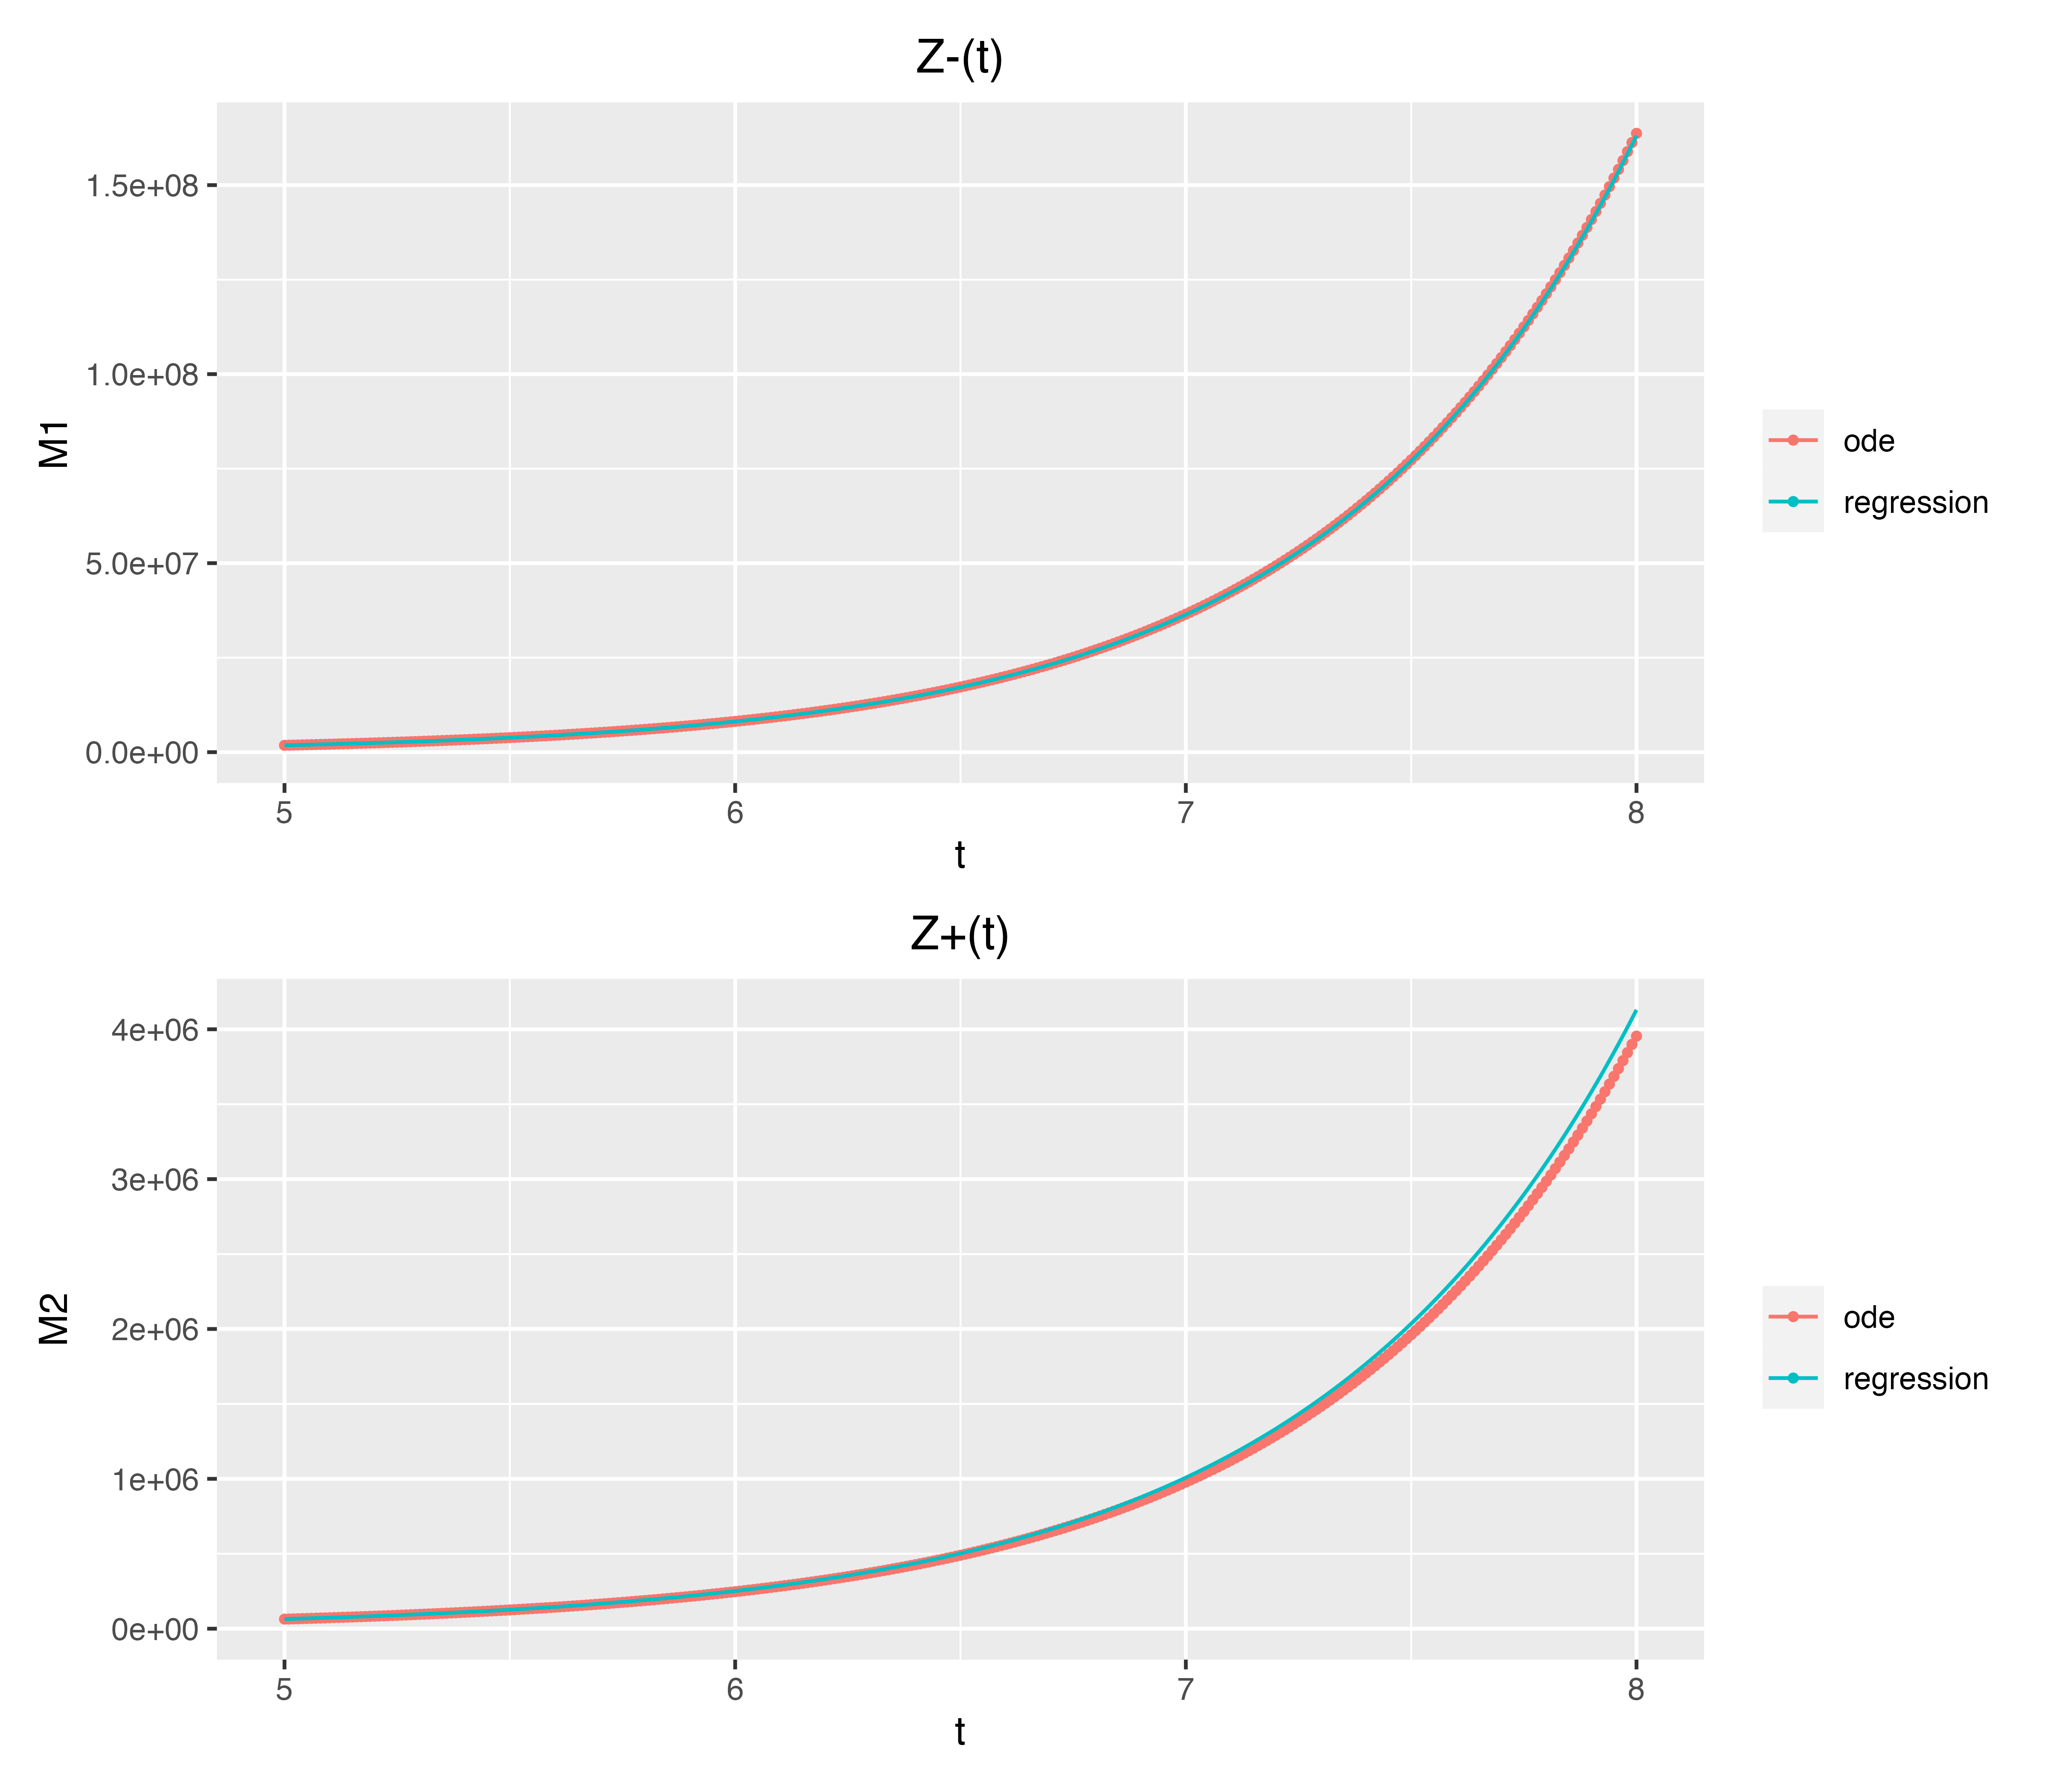 Z-(t)
M1
1.5e+08
1.0e+08
5.0e+07
0.0e+00
5 6 7 8
t
ode
regression
Z+(t)
M2
4e+06
3e+06
2e+06
1e+06
0e+00
5 6 7 8
t
ode
regression